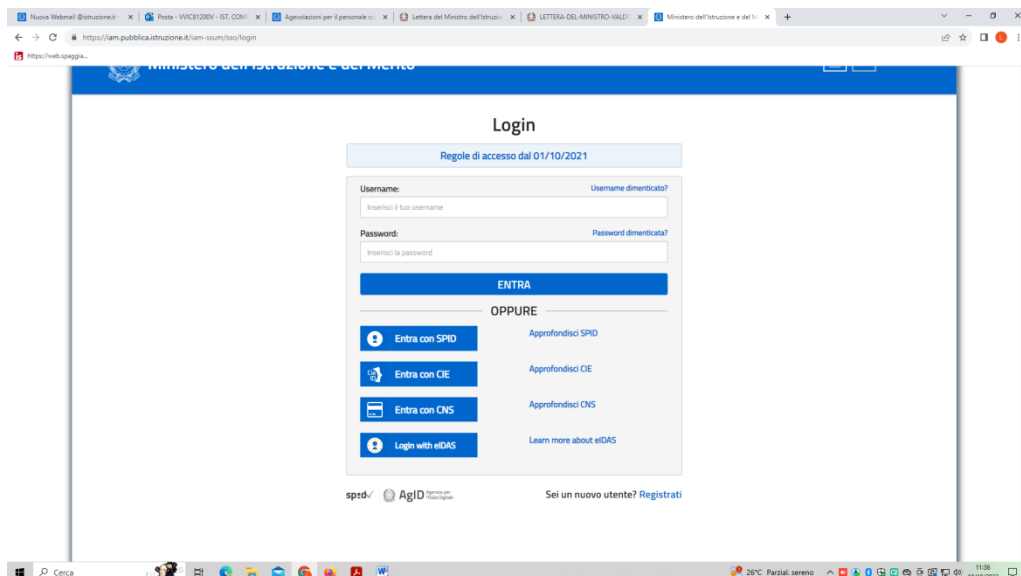 Nuova Webmail @istruzione.it -
Posta - VVIC81200V - IST. COMP
Agevolazioni per il personale sc
Lettera del Ministro dell'Istruzio
LETTERA-DEL-MINISTRO-VALD
Ministero dell'Istruzione e del M
https://iam.pubblica.istruzione.it/iam-ssum/sso/login
https://web.spaggia...
Ministero dell'Istruzione e del Merito
Login
Regole di accesso dal 01/10/2021
Username: Username dimenticato?
Inserisci il tuo username
Password: Password dimenticata?
Inserisci la password
ENTRA
OPPURE
Entra con SPID Approfondisci SPID
Entra con CIE Approfondisci CIE
Entra con CNS Approfondisci CNS
Login with eIDAS Learn more about eIDAS
spid AgID Agenzia per l'Italia Digitale Sei un nuovo utente? Registrati
Cerca 26°C Parzial. sereno 11:36